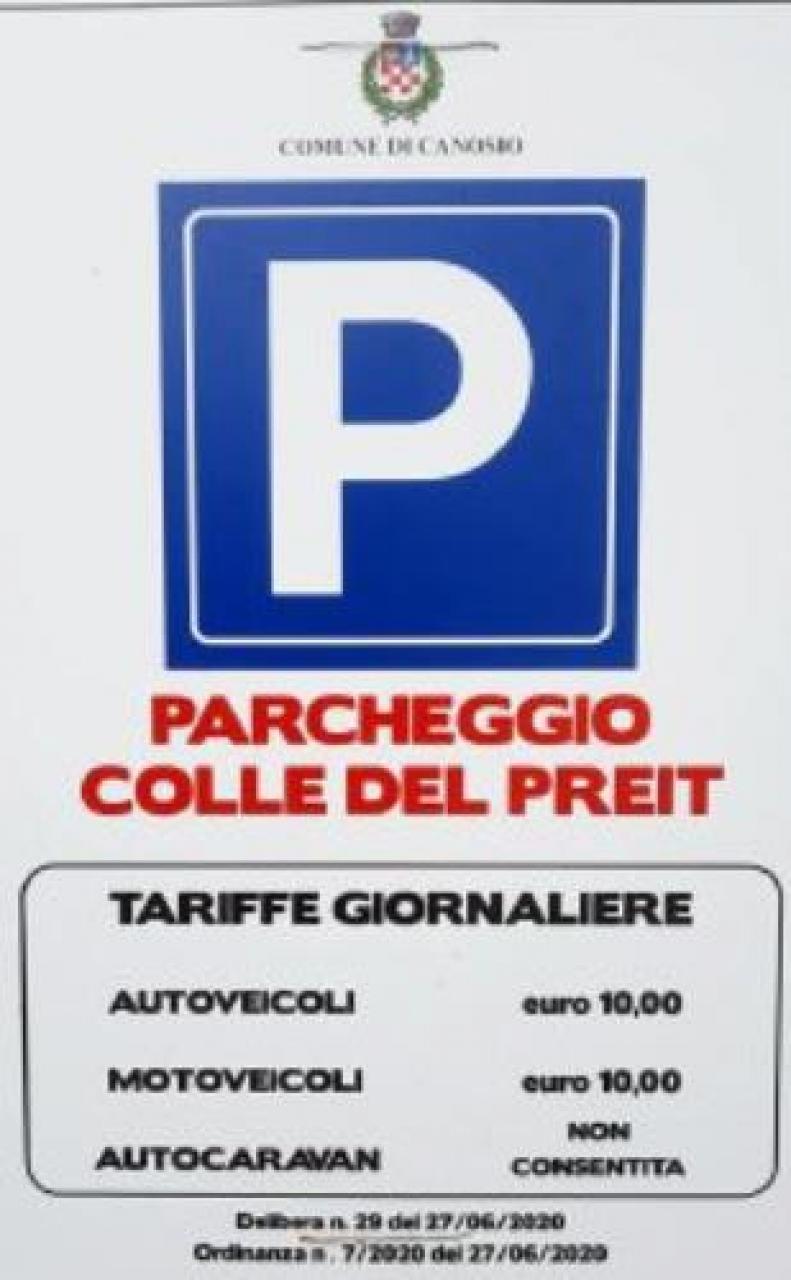 COMUNE DI CANOSIO
P
PARCHEGGIO
COLLE DEL PREIT
TARIFFE GIORNALIERE
AUTOVEICOLI euro 10,00
MOTOVEICOLI euro 10,00
AUTOCARAVAN NON CONSENTITA
Delibera n. 29 del 27/06/2020
Ordinanza n. 7/2020 del 27/06/2020